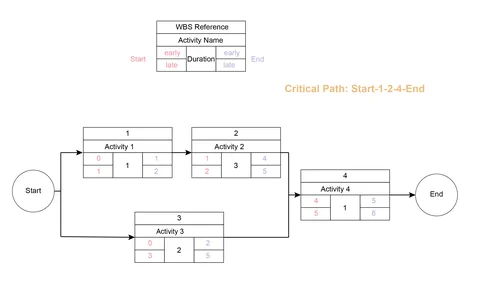 WBS Reference
Activity Name
Start early Duration early End
late late
Critical Path: Start-1-2-4-End
1
Activity 1
0 1 1
1 2
2
Activity 2
1 3 4
2 5
4
Activity 4
4 1 5
5 6
Start
End
3
Activity 3
0 2 2
3 5